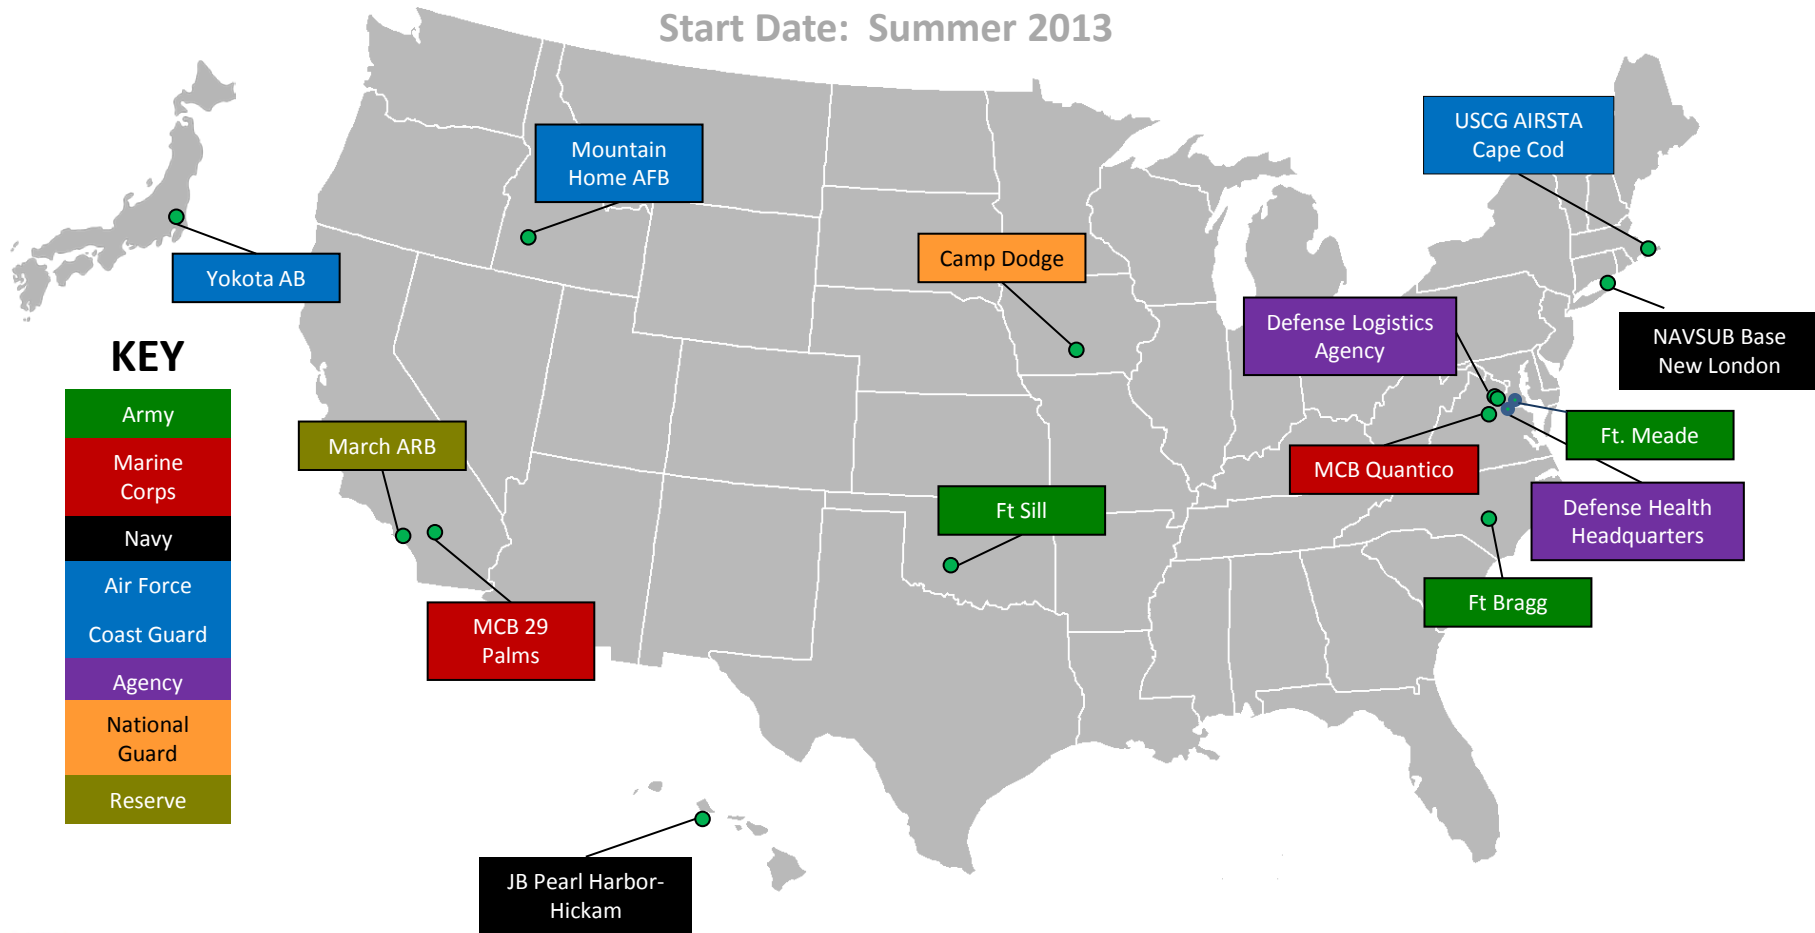 Start Date: Summer 2013
USCG AIRSTA
Cape Cod
Mountain
Home AFB
Camp Dodge
Yokota AB
Defense Logistics
Agency
NAVSUB Base
New London
KEY
Army
Marine
Corps
Navy
Air Force
Coast Guard
Agency
National
Guard
Reserve
March ARB
Ft. Meade
MCB Quantico
Ft Sill
Defense Health
Headquarters
Ft Bragg
MCB 29
Palms
JB Pearl Harbor-
Hickam